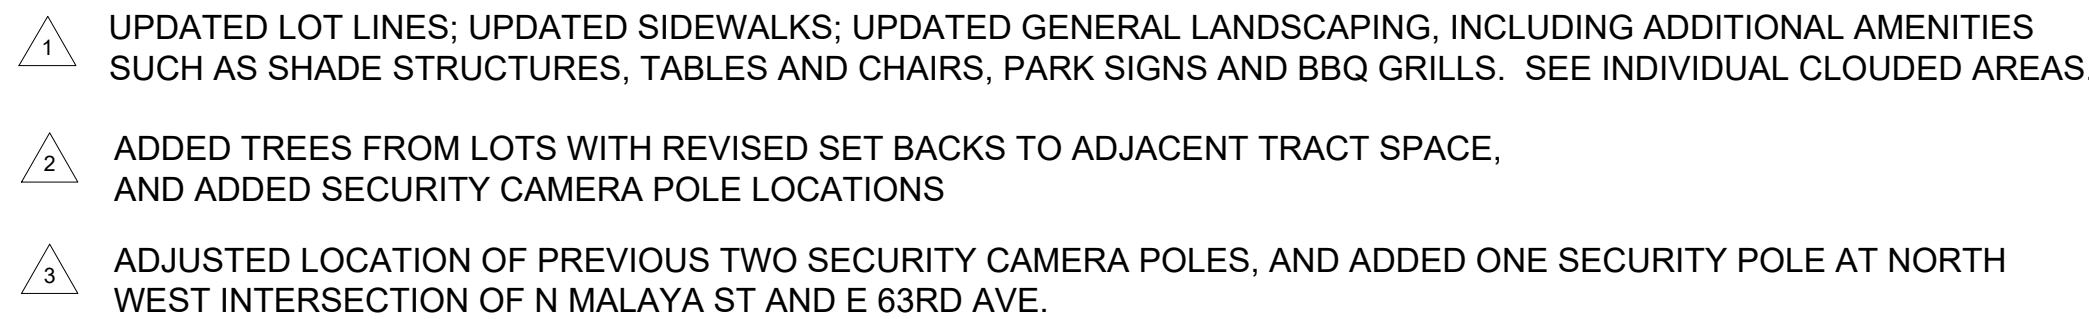 1 UPDATED LOT LINES; UPDATED SIDEWALKS; UPDATED GENERAL LANDSCAPING, INCLUDING ADDITIONAL AMENITIES
SUCH AS SHADE STRUCTURES, TABLES AND CHAIRS, PARK SIGNS AND BBQ GRILLS.  SEE INDIVIDUAL CLOUDED AREAS.
2 ADDED TREES FROM LOTS WITH REVISED SET BACKS TO ADJACENT TRACT SPACE,
AND ADDED SECURITY CAMERA POLE LOCATIONS
3 ADJUSTED LOCATION OF PREVIOUS TWO SECURITY CAMERA POLES, AND ADDED ONE SECURITY POLE AT NORTH
WEST INTERSECTION OF N MALAYA ST AND E 63RD AVE.